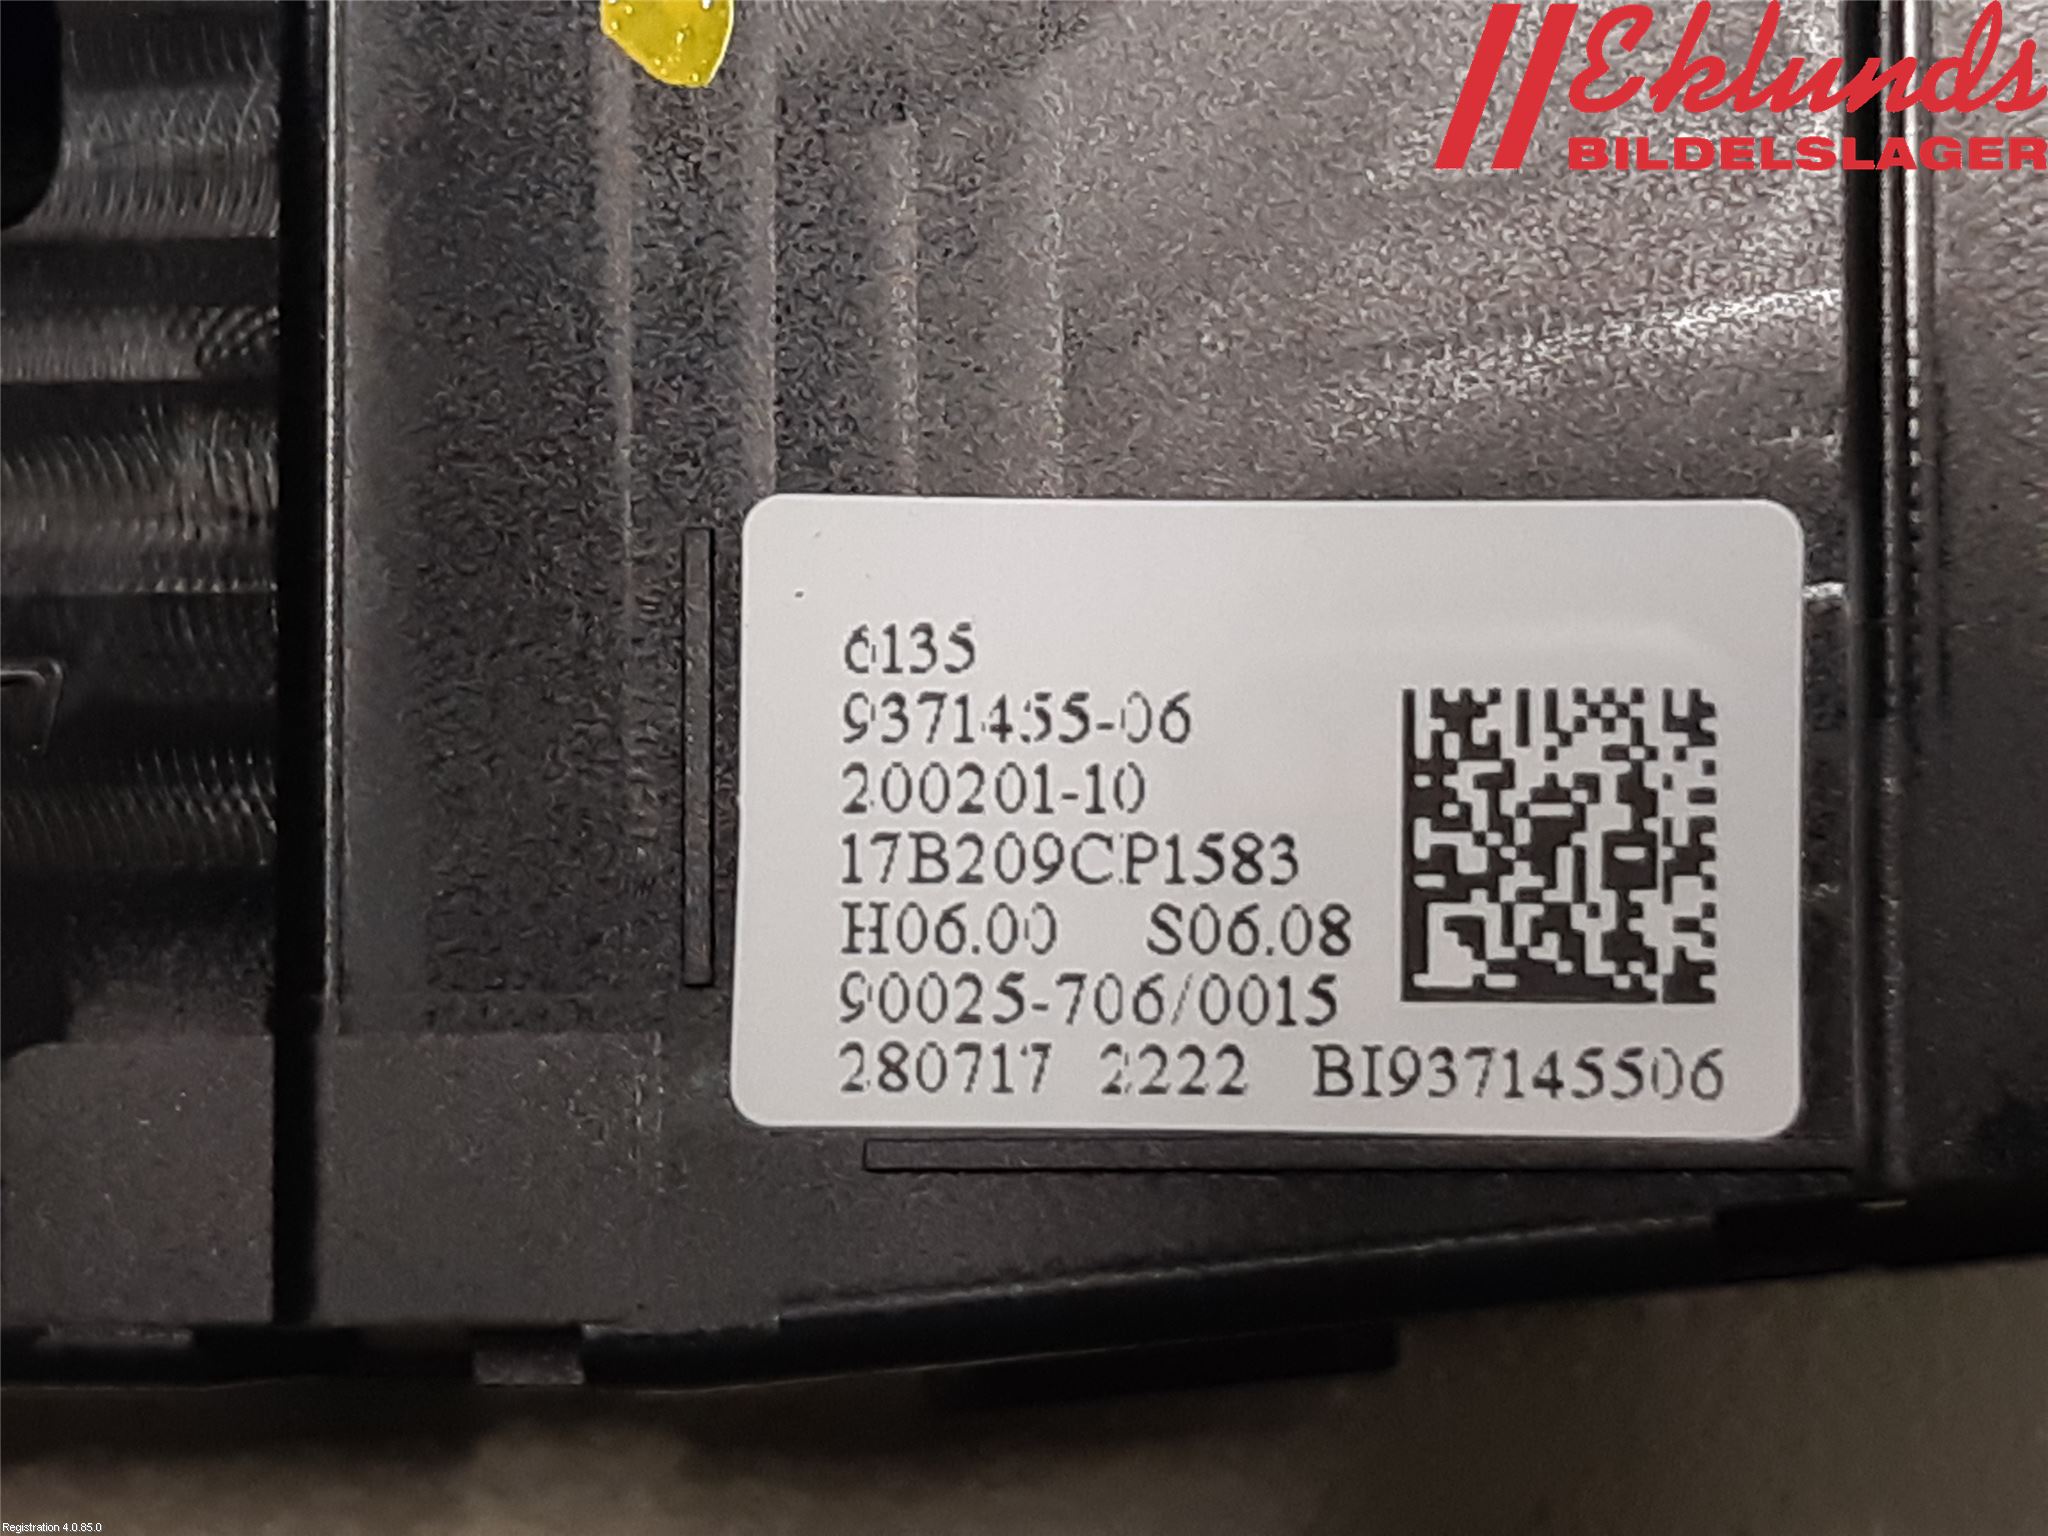 Eklunds
BILDELSLAGER
6135
9371455-06
200201-10
17B209CP1583
H06.00 S06.08
90025-706/0015
280717 2222 BI937145506
Registration 4.0.85.0